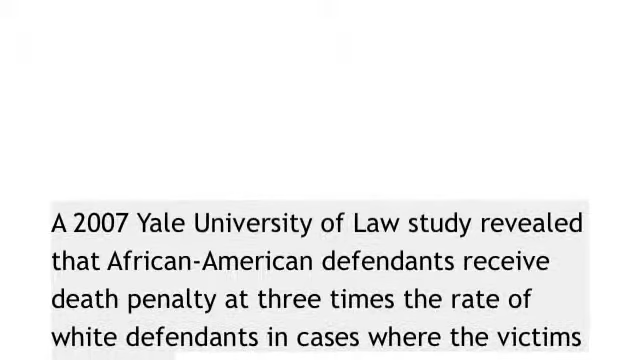 A 2007 Yale University of Law study revealed
that African-American defendants receive
death penalty at three times the rate of
white defendants in cases where the victims